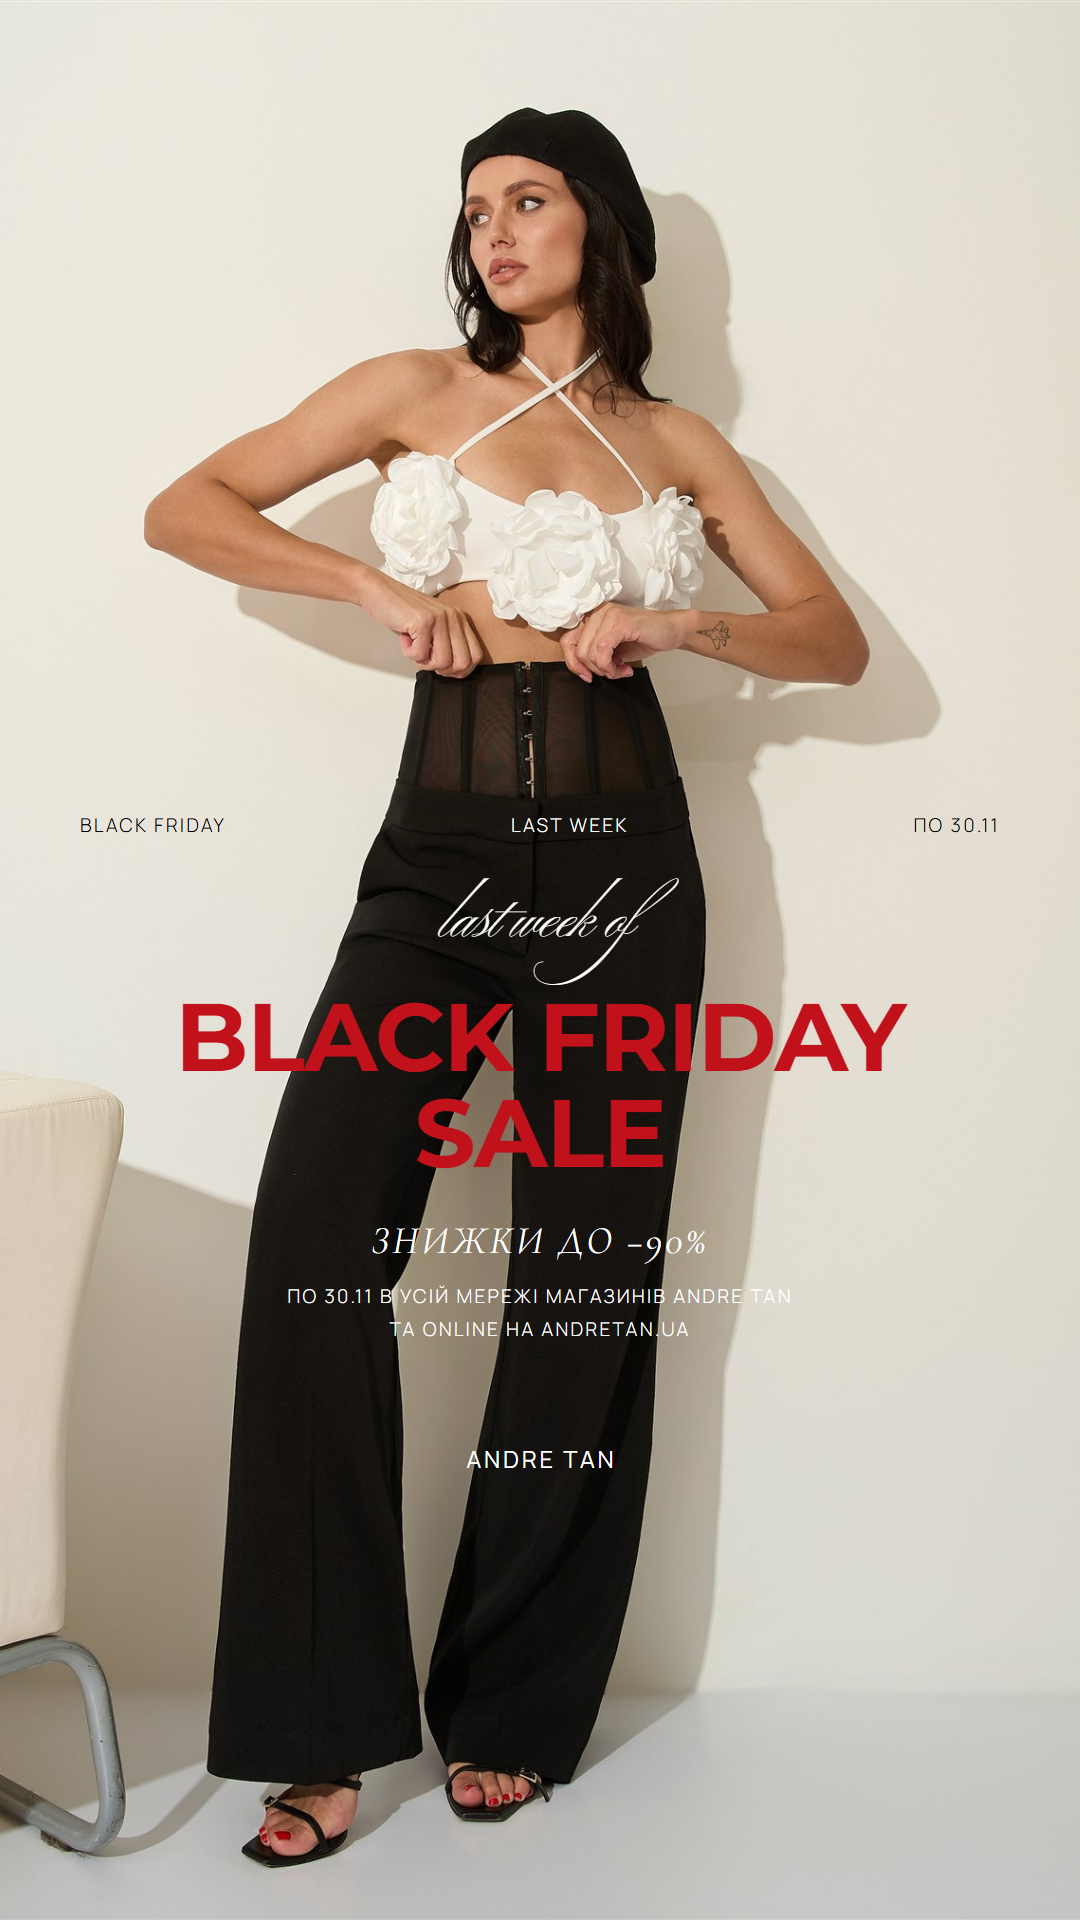 BLACK FRIDAY LAST WEEK ПО 30.11
last week of
BLACK FRIDAY
SALE
ЗНИЖКИ ДО –90%
ПО 30.11 В УСІЙ МЕРЕЖІ МАГАЗИНІВ ANDRE TAN
ТА ONLINE НА ANDRETAN.UA
ANDRE TAN